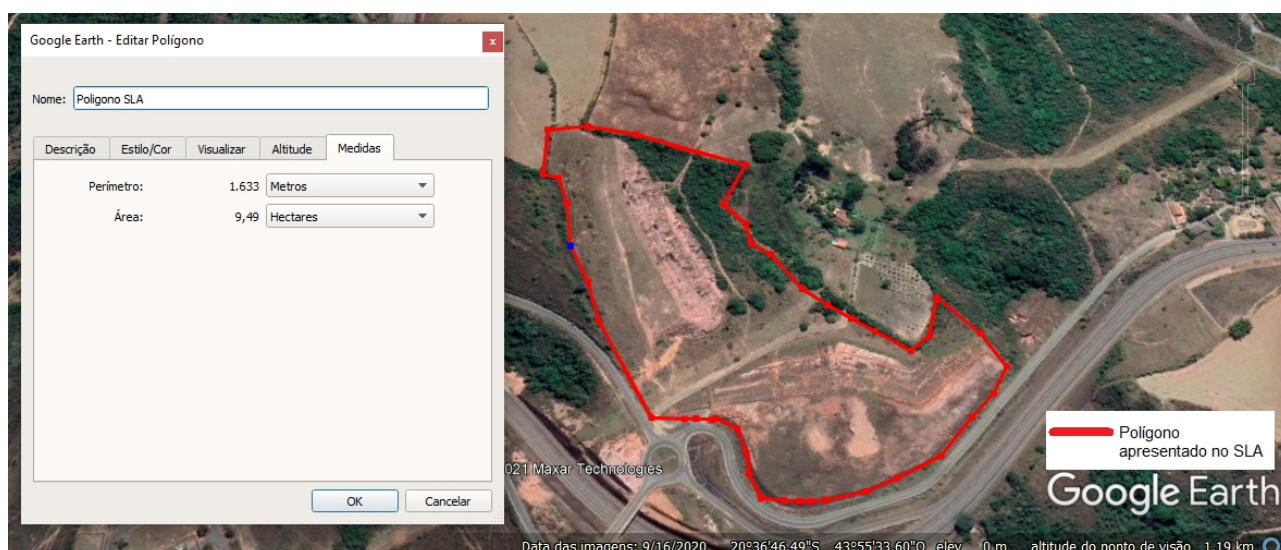 Google Earth - Editar Polígono
x
Nome: Poligono SLA
Descrição Estilo/Cor Visualizar Altitude Medidas
Perímetro: 1.633 Metros
Área: 9,49 Hectares
OK Cancelar
Polígono
apresentado no SLA
021 Maxar Technologies
Google Earth
Data das imagens: 9/16/2020 20°36'46.49"S 43°55'33.60"O elev 0 m altitude do ponto de visão 1.19 km